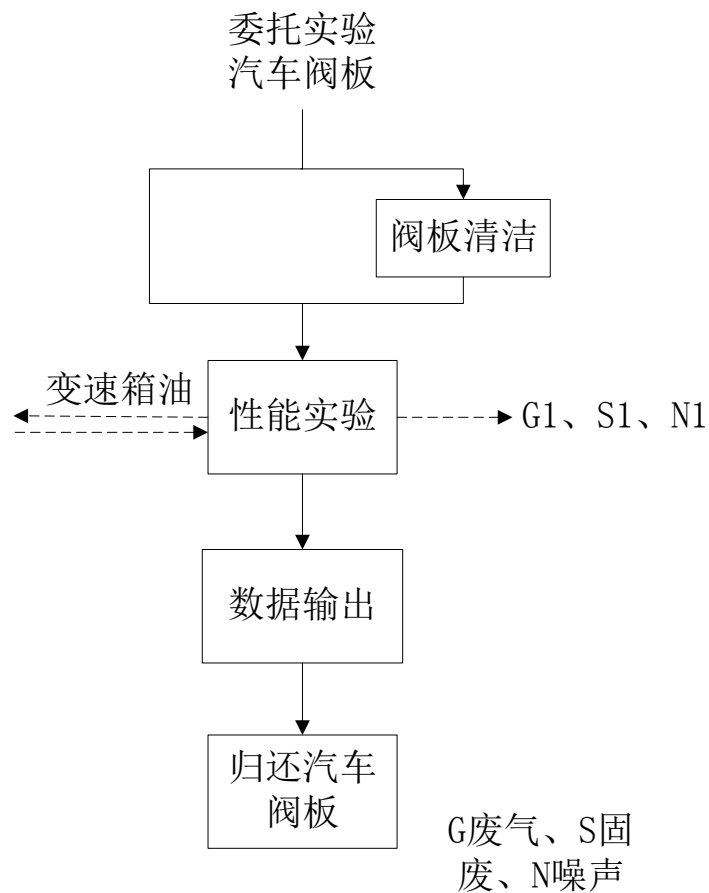 委托实验
汽车阀板
阀板清洁
变速箱油
性能实验
G1、S1、N1
数据输出
归还汽车
阀板
G废气、S固
废、N噪声